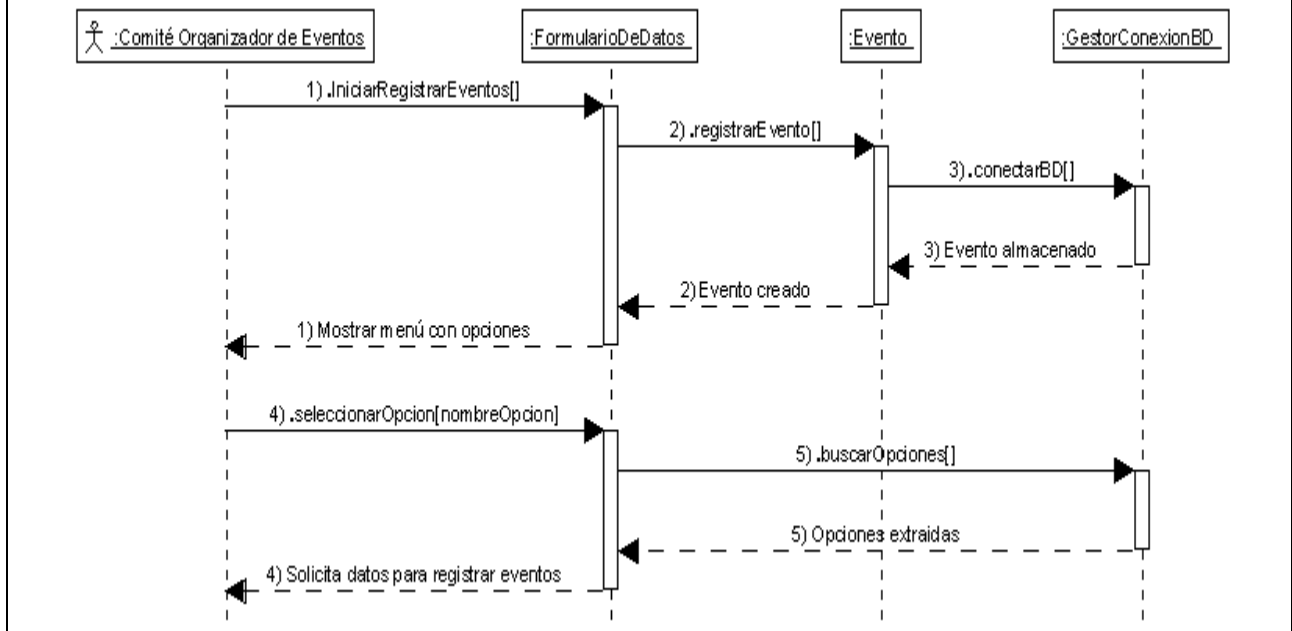 :Comité Organizador de Eventos
:FormularioDeDatos
:Evento
:GestorConexionBD
1) .IniciarRegistrarEventos[]
2) .registrarEvento[]
3) .conectarBD[]
3) Evento almacenado
2) Evento creado
1) Mostrar menú con opciones
4) .seleccionarOpcion[nombreOpcion]
5) .buscarOpciones[]
5) Opciones extraidas
4) Solicita datos para registrar eventos